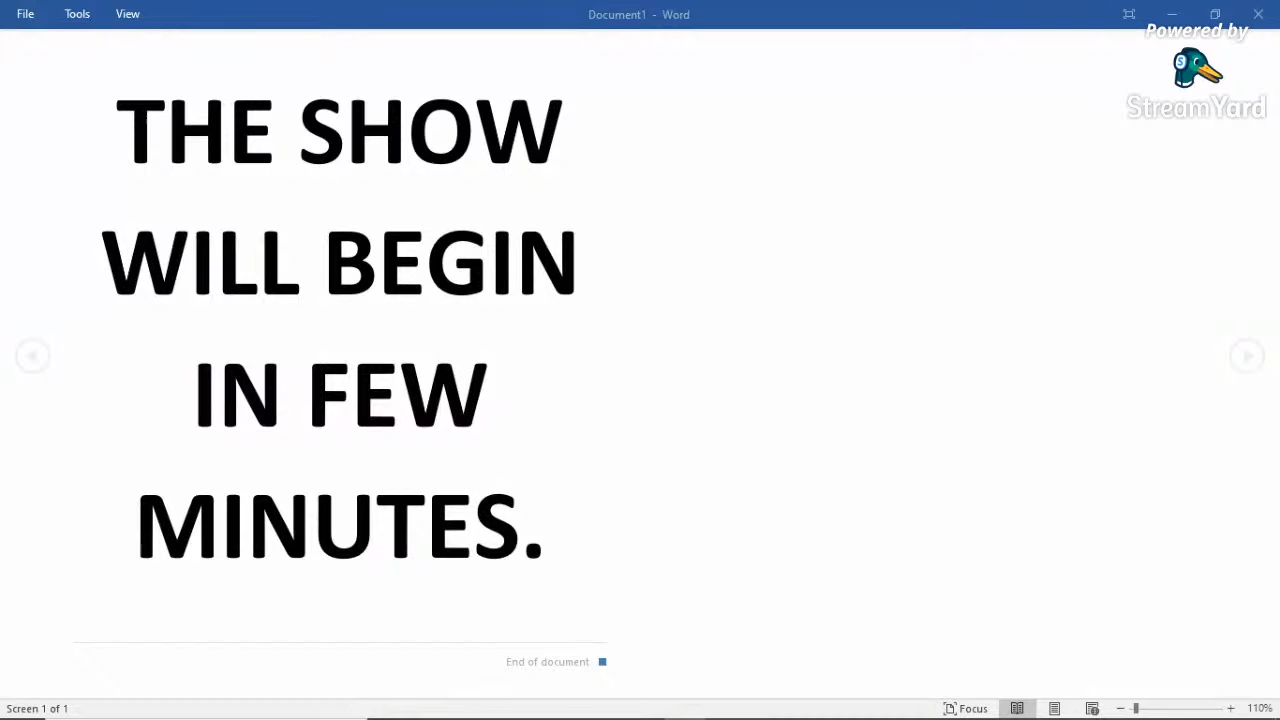 File Tools View Document1 - Word
Powered by
S
StreamYard
THE SHOW
WILL BEGIN
IN FEW
MINUTES.
End of document
Screen 1 of 1 Focus 110%